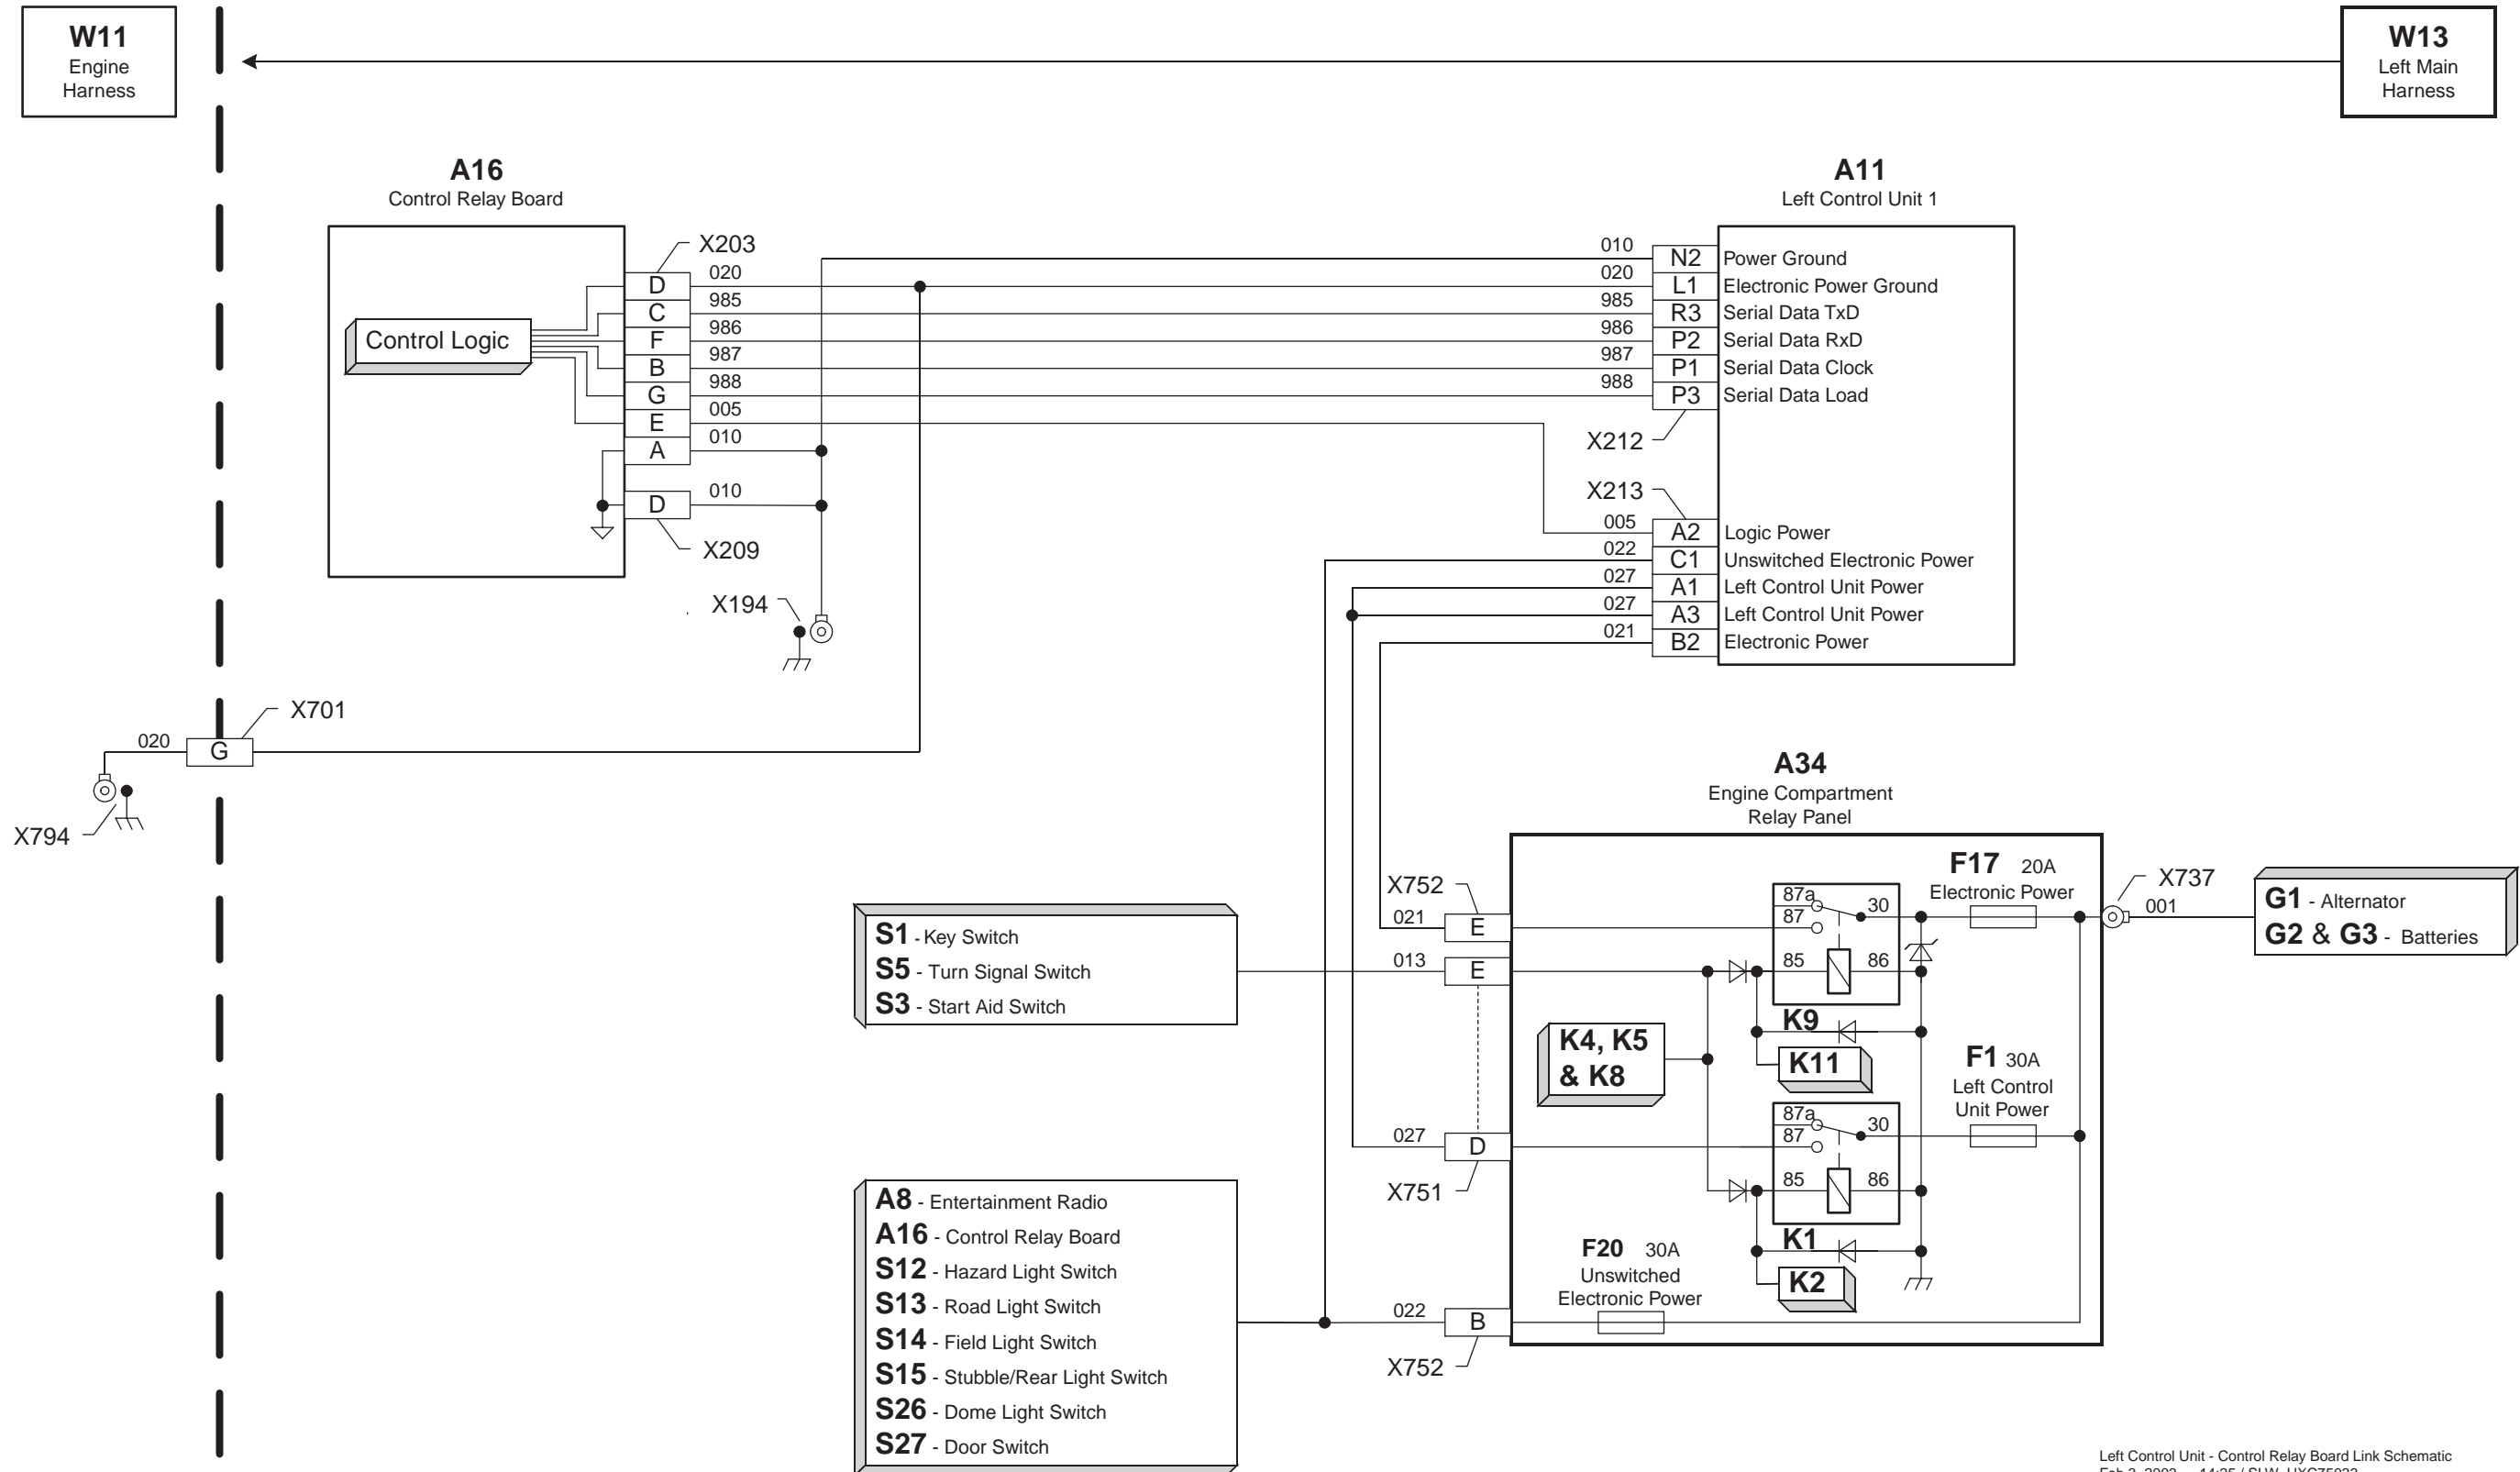 W11
Engine
Harness
W13
Left Main
Harness
A16
Control Relay Board
A11
Left Control Unit 1
Control Logic
X203
D 020
C 985
F 986
B 987
G 988
E 005
A 010
D 010
X209
X194
010 N2 Power Ground
020 L1 Electronic Power Ground
985 R3 Serial Data TxD
986 P2 Serial Data RxD
987 P1 Serial Data Clock
988 P3 Serial Data Load
X212
X213
005 A2 Logic Power
022 C1 Unswitched Electronic Power
027 A1 Left Control Unit Power
027 A3 Left Control Unit Power
021 B2 Electronic Power
X701
020 G
X794
A34
Engine Compartment
Relay Panel
S1 - Key Switch
S5 - Turn Signal Switch
S3 - Start Aid Switch
X752
021 E
013 E
027 D
X751
022 B
X752
K4, K5
& K8
87a
87 30
85 86
K9
K11
F17 20A
Electronic Power
X737
001
G1 - Alternator
G2 & G3 - Batteries
F1 30A
Left Control
Unit Power
87a
87 30
85 86
K1
K2
F20 30A
Unswitched
Electronic Power
A8 - Entertainment Radio
A16 - Control Relay Board
S12 - Hazard Light Switch
S13 - Road Light Switch
S14 - Field Light Switch
S15 - Stubble/Rear Light Switch
S26 - Dome Light Switch
S27 - Door Switch
Left Control Unit - Control Relay Board Link Schematic